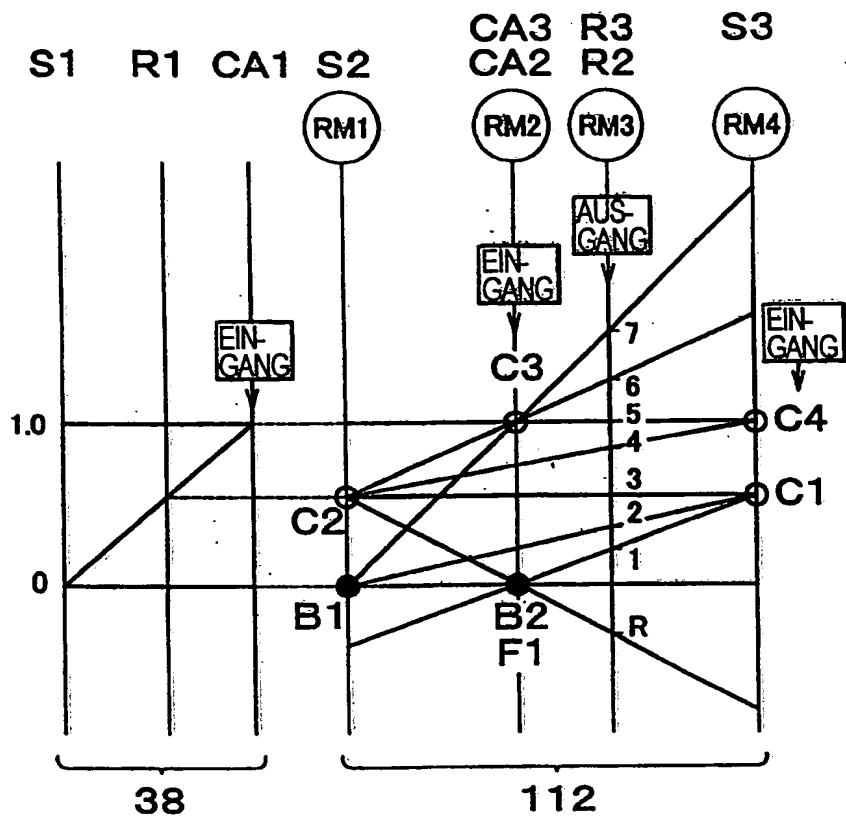 CA3 R3 S3
S1 R1 CA1 S2 CA2 R2
RM1 RM2 RM3 RM4
AUS-
GANG
EIN-
GANG
7
EIN-
GANG
EIN-
GANG
C3
6
1.0
5
C4
4
3
C1
C2
2
1
0
B1
B2
R
F1
38
112